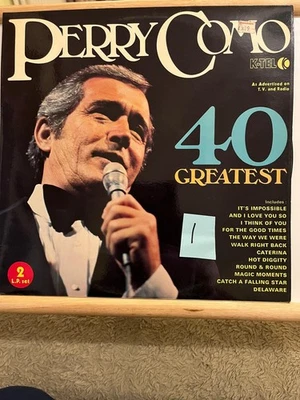 PERRY COMO
K-TEL K
As Advertised on
T.V. and Radio
40
GREATEST
Includes:
IT'S IMPOSSIBLE
AND I LOVE YOU SO
I THINK OF YOU
FOR THE GOOD TIMES
THE WAY WE WERE
WALK RIGHT BACK
CATERINA
HOT DIGGITY
ROUND & ROUND
MAGIC MOMENTS
CATCH A FALLING STAR
DELAWARE
1
2
L.P. set